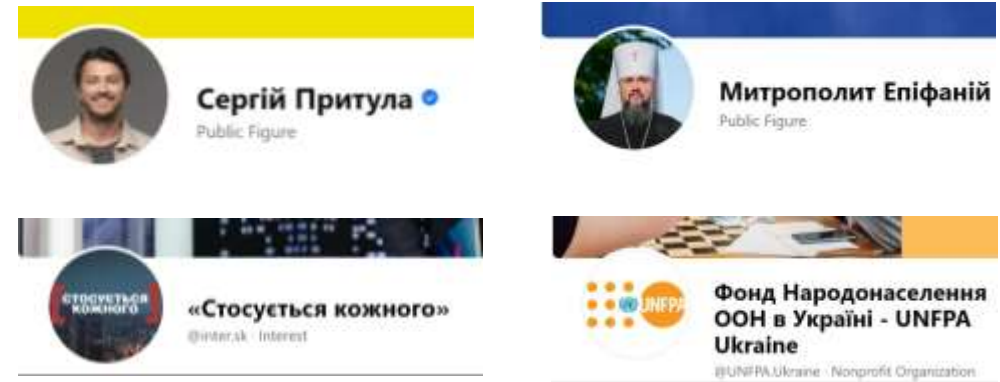 Сергій Притула
Public Figure
Митрополит Епіфаній
Public Figure
СТОСУЄТЬСЯ
КОЖНОГО
«Стосується кожного»
@inter.sk · Interest
UNFPA
Фонд Народонаселення
ООН в Україні - UNFPA
Ukraine
@UNFPA.Ukraine · Nonprofit Organization